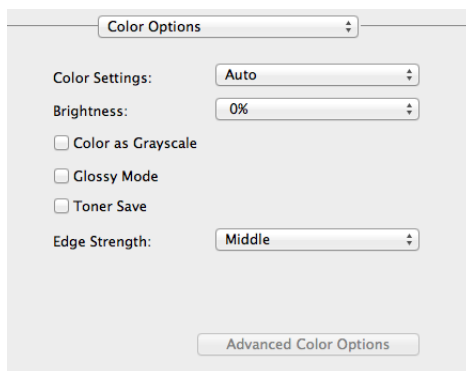 Color Options
Color Settings: Auto
Brightness: 0%
Color as Grayscale
Glossy Mode
Toner Save
Edge Strength: Middle
Advanced Color Options